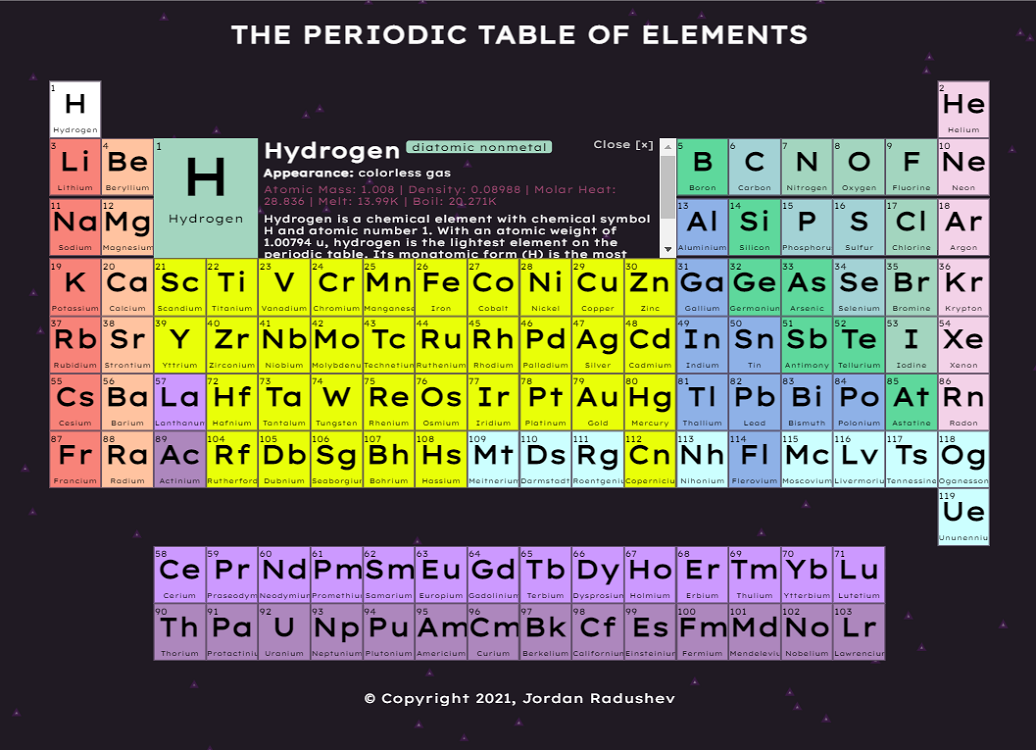 THE PERIODIC TABLE OF ELEMENTS
1 2
H He
Hydrogen Helium
3 4 1 Hydrogen diatomic nonmetal Close [x] 5 6 7 8 9 10
Li Be H B C N O F Ne
Appearance: colorless gas
Lithium Beryllium Boron Carbon Nitrogen Oxygen Fluorine Neon
Atomic Mass: 1.008 | Density: 0.08988 | Molar Heat:
28.836 | Melt: 13.99K | Boil: 20.271K
11 12 13 14 15 16 17 18
Na Mg Hydrogen Al Si P S Cl Ar
Hydrogen is a chemical element with chemical symbol
H and atomic number 1. With an atomic weight of
1.00794 u, hydrogen is the lightest element on the
Sodium Magnesium Aluminium Silicon Phosphoru Sulfur Chlorine Argon
periodic table. Its monatomic form (H) is the most
19 20 21 22 23 24 25 26 27 28 29 30 31 32 33 34 35 36
K Ca Sc Ti V Cr Mn Fe Co Ni Cu Zn Ga Ge As Se Br Kr
Potassium Calcium Scandium Titanium Vanadium Chromium Manganese Iron Cobalt Nickel Copper Zinc Gallium Germaniun Arsenic Selenium Bromine Krypton
37 38 39 40 41 42 43 44 45 46 47 48 49 50 51 52 53 54
Rb Sr Y Zr Nb Mo Tc Ru Rh Pd Ag Cd In Sn Sb Te I Xe
Rubidium Strontium Yttrium Zirconium Niobium Molybdenu Technetiun Ruthenium Rhodium Palladium Silver Cadmium Indium Tin Antimony Tellurium Iodine Xenon
55 56 57 72 73 74 75 76 77 78 79 80 81 82 83 84 85 86
Cs Ba La Hf Ta W Re Os Ir Pt Au Hg Tl Pb Bi Po At Rn
Cesium Barium Lanthanun Hafnium Tantalum Tungsten Rhenium Osmium Iridium Platinum Gold Mercury Thallium Lead Bismuth Polonium Astatine Radon
87 88 89 104 105 106 107 108 109 110 111 112 113 114 115 116 117 118
Fr Ra Ac Rf Db Sg Bh Hs Mt Ds Rg Cn Nh Fl Mc Lv Ts Og
Francium Radium Actinium Rutherford Dubnium Seaborgiur Bohrium Hassium Meitneriun Darmstadt Roentgeniu Coperniciu Nihonium Flerovium Moscovium Livermoriu Tennessine Oganesson
119
Ue
Ununenniu
58 59 60 61 62 63 64 65 66 67 68 69 70 71
Ce Pr Nd Pm Sm Eu Gd Tb Dy Ho Er Tm Yb Lu
Cerium Praseodym Neodymiur Promethiur Samarium Europium Gadolinium Terbium Dysprosiur Holmium Erbium Thulium Ytterbium Lutetium
90 91 92 93 94 95 96 97 98 99 100 101 102 103
Th Pa U Np Pu Am Cm Bk Cf Es Fm Md No Lr
Thorium Protactiniu Uranium Neptunium Plutonium Americium Curium Berkelium Californiur Einsteiniur Fermium Mendeleviu Nobelium Lawrenciur
© Copyright 2021, Jordan Radushev